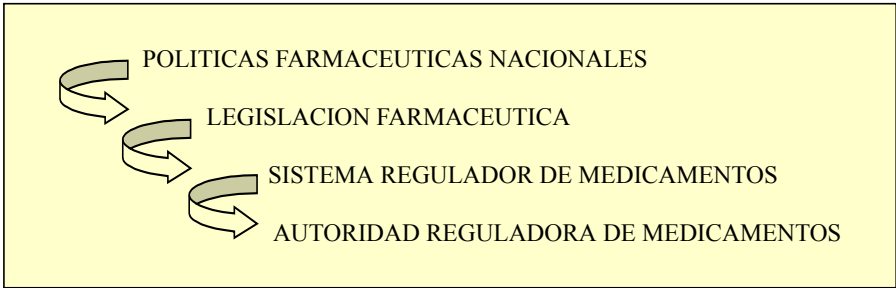 POLITICAS FARMACEUTICAS NACIONALES
LEGISLACION FARMACEUTICA
SISTEMA REGULADOR DE MEDICAMENTOS
AUTORIDAD REGULADORA DE MEDICAMENTOS